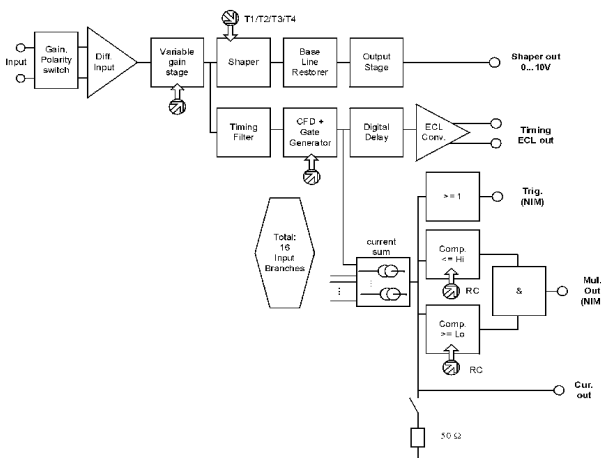 T1/T2/T3/T4
Input
Gain,
Polarity
switch
Diff.
Input
Variable
gain
stage
Shaper
Base
Line
Restorer
Output
Stage
Shaper out
0...10V
Timing
Filter
CFD +
Gate
Generator
Digital
Delay
ECL
Conv.
Timing
ECL out
Total:
16
Input
Branches
current
sum
>= 1
Trig.
(NIM)
Comp.
<= Hi
RC
&
Mul.
Out
(NIM
Comp.
>= Lo
RC
Cur.
out
50 Ω